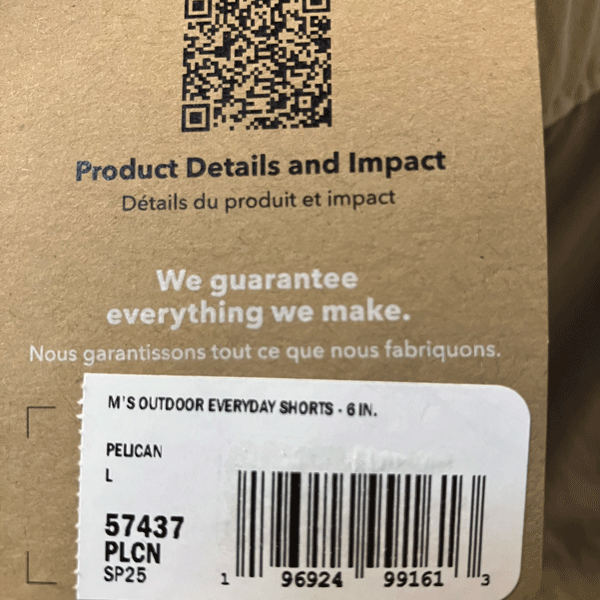 Product Details and Impact
Détails du produit et impact
We guarantee
everything we make.
Nous garantissons tout ce que nous fabriquons.
M'S OUTDOOR EVERYDAY SHORTS - 6 IN.
PELICAN
L
57437
PLCN
SP25
1 96924 99161 3